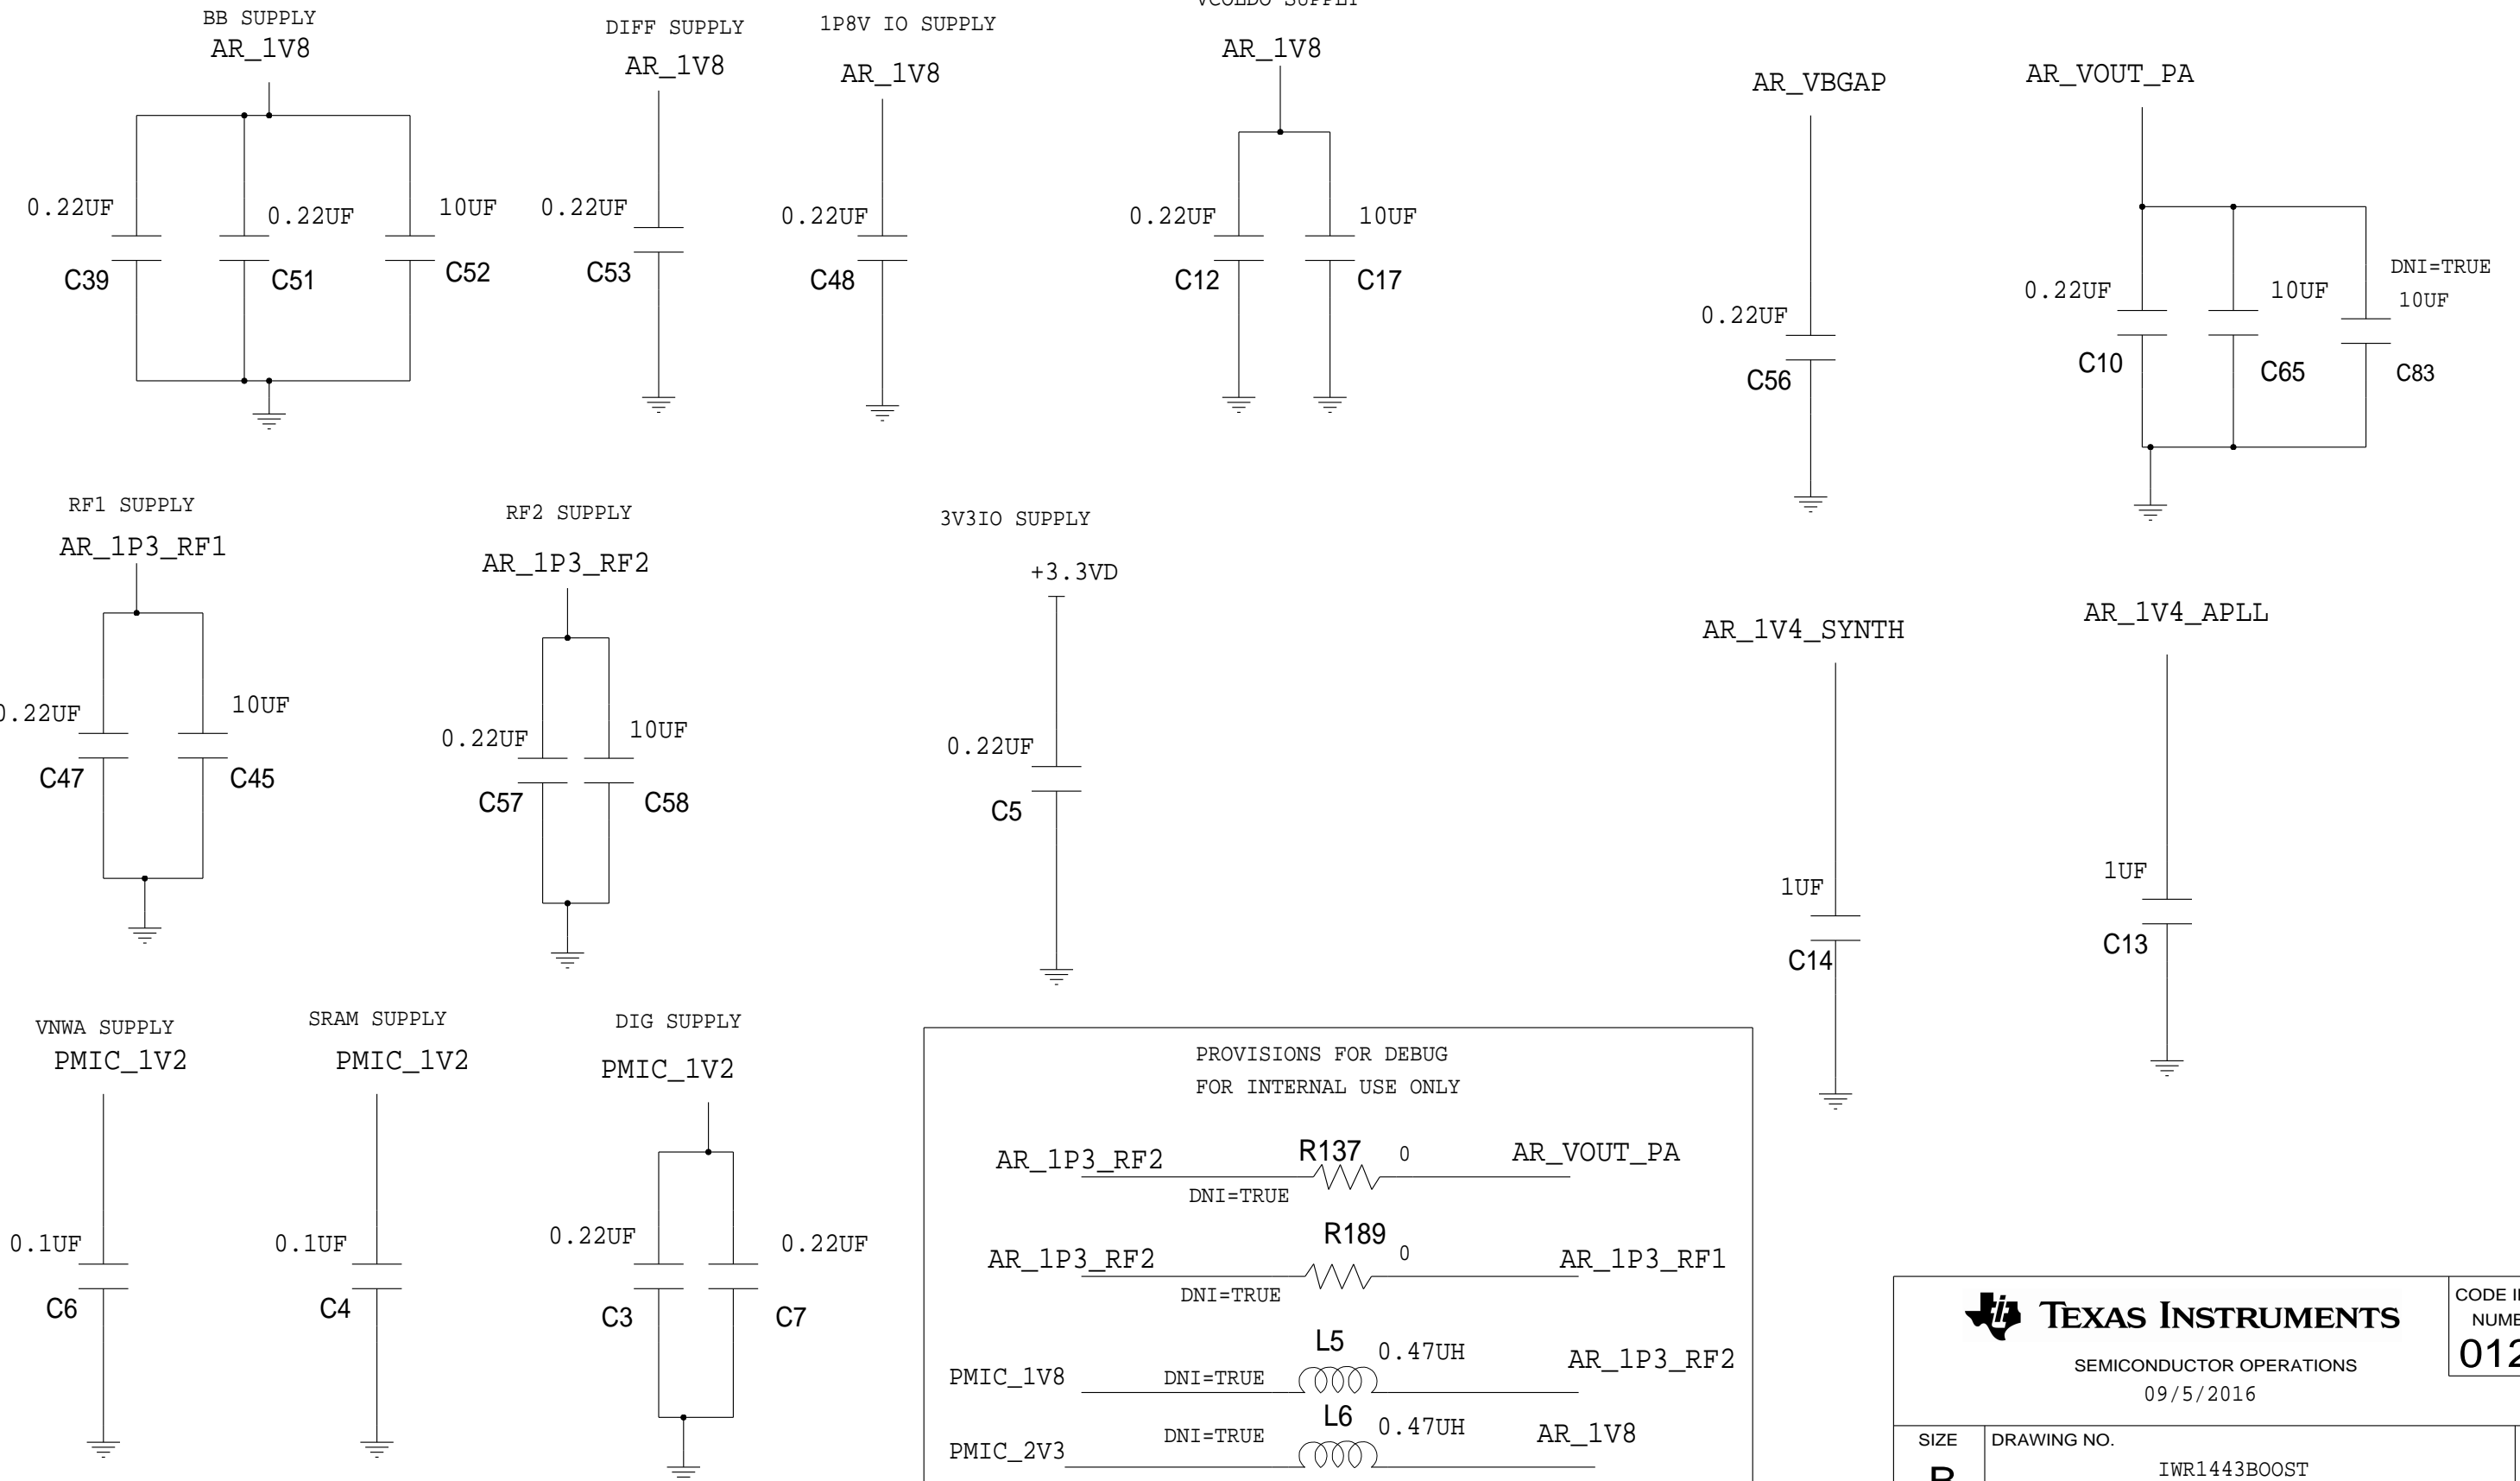 BB SUPPLY
AR_1V8
0.22UF
C39
0.22UF
C51
10UF
C52
DIFF SUPPLY
AR_1V8
0.22UF
C53
1P8V IO SUPPLY
AR_1V8
0.22UF
C48
SUPPLY
AR_1V8
0.22UF
C12
10UF
C17
AR_VBGAP
0.22UF
C56
AR_VOUT_PA
0.22UF
C10
10UF
C65
DNI=TRUE
10UF
C83
RF1 SUPPLY
AR_1P3_RF1
0.22UF
C47
10UF
C45
RF2 SUPPLY
AR_1P3_RF2
0.22UF
C57
10UF
C58
3V3IO SUPPLY
+3.3VD
0.22UF
C5
AR_1V4_SYNTH
1UF
C14
AR_1V4_APLL
1UF
C13
VNWA SUPPLY
PMIC_1V2
0.1UF
C6
SRAM SUPPLY
PMIC_1V2
0.1UF
C4
DIG SUPPLY
PMIC_1V2
0.22UF
C3
0.22UF
C7
PROVISIONS FOR DEBUG
FOR INTERNAL USE ONLY
AR_1P3_RF2 R137 0 AR_VOUT_PA
DNI=TRUE
AR_1P3_RF2 R189 0 AR_1P3_RF1
DNI=TRUE
L5
PMIC_1V8 DNI=TRUE 0.47UH AR_1P3_RF2
L6
PMIC_2V3 DNI=TRUE 0.47UH AR_1V8
TEXAS INSTRUMENTS
SEMICONDUCTOR OPERATIONS
09/5/2016
CODE
012
SIZE
DRAWING NO.
IWR1443BOOST